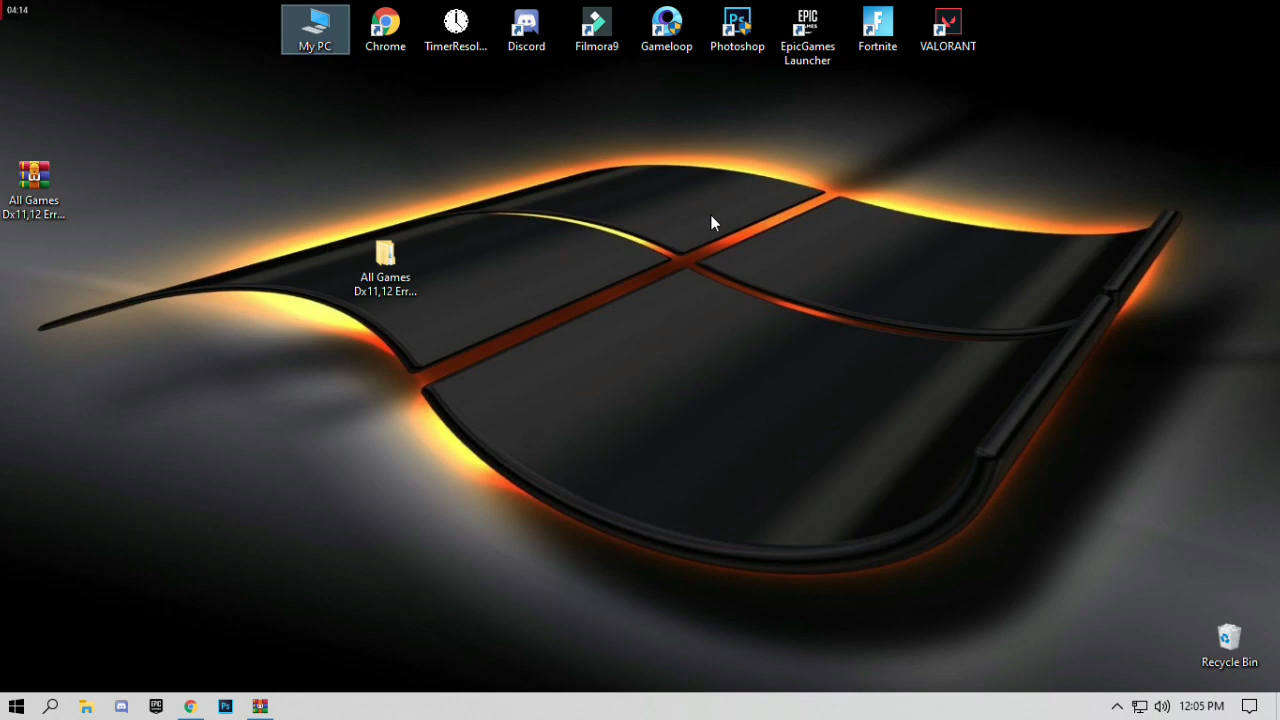 04:14
My PC
Chrome
TimerResol...
Discord
Filmora9
Gameloop
Photoshop
EpicGames
Launcher
Fortnite
VALORANT
All Games
Dx11,12 Err...
All Games
Dx11,12 Err...
Recycle Bin
12:05 PM